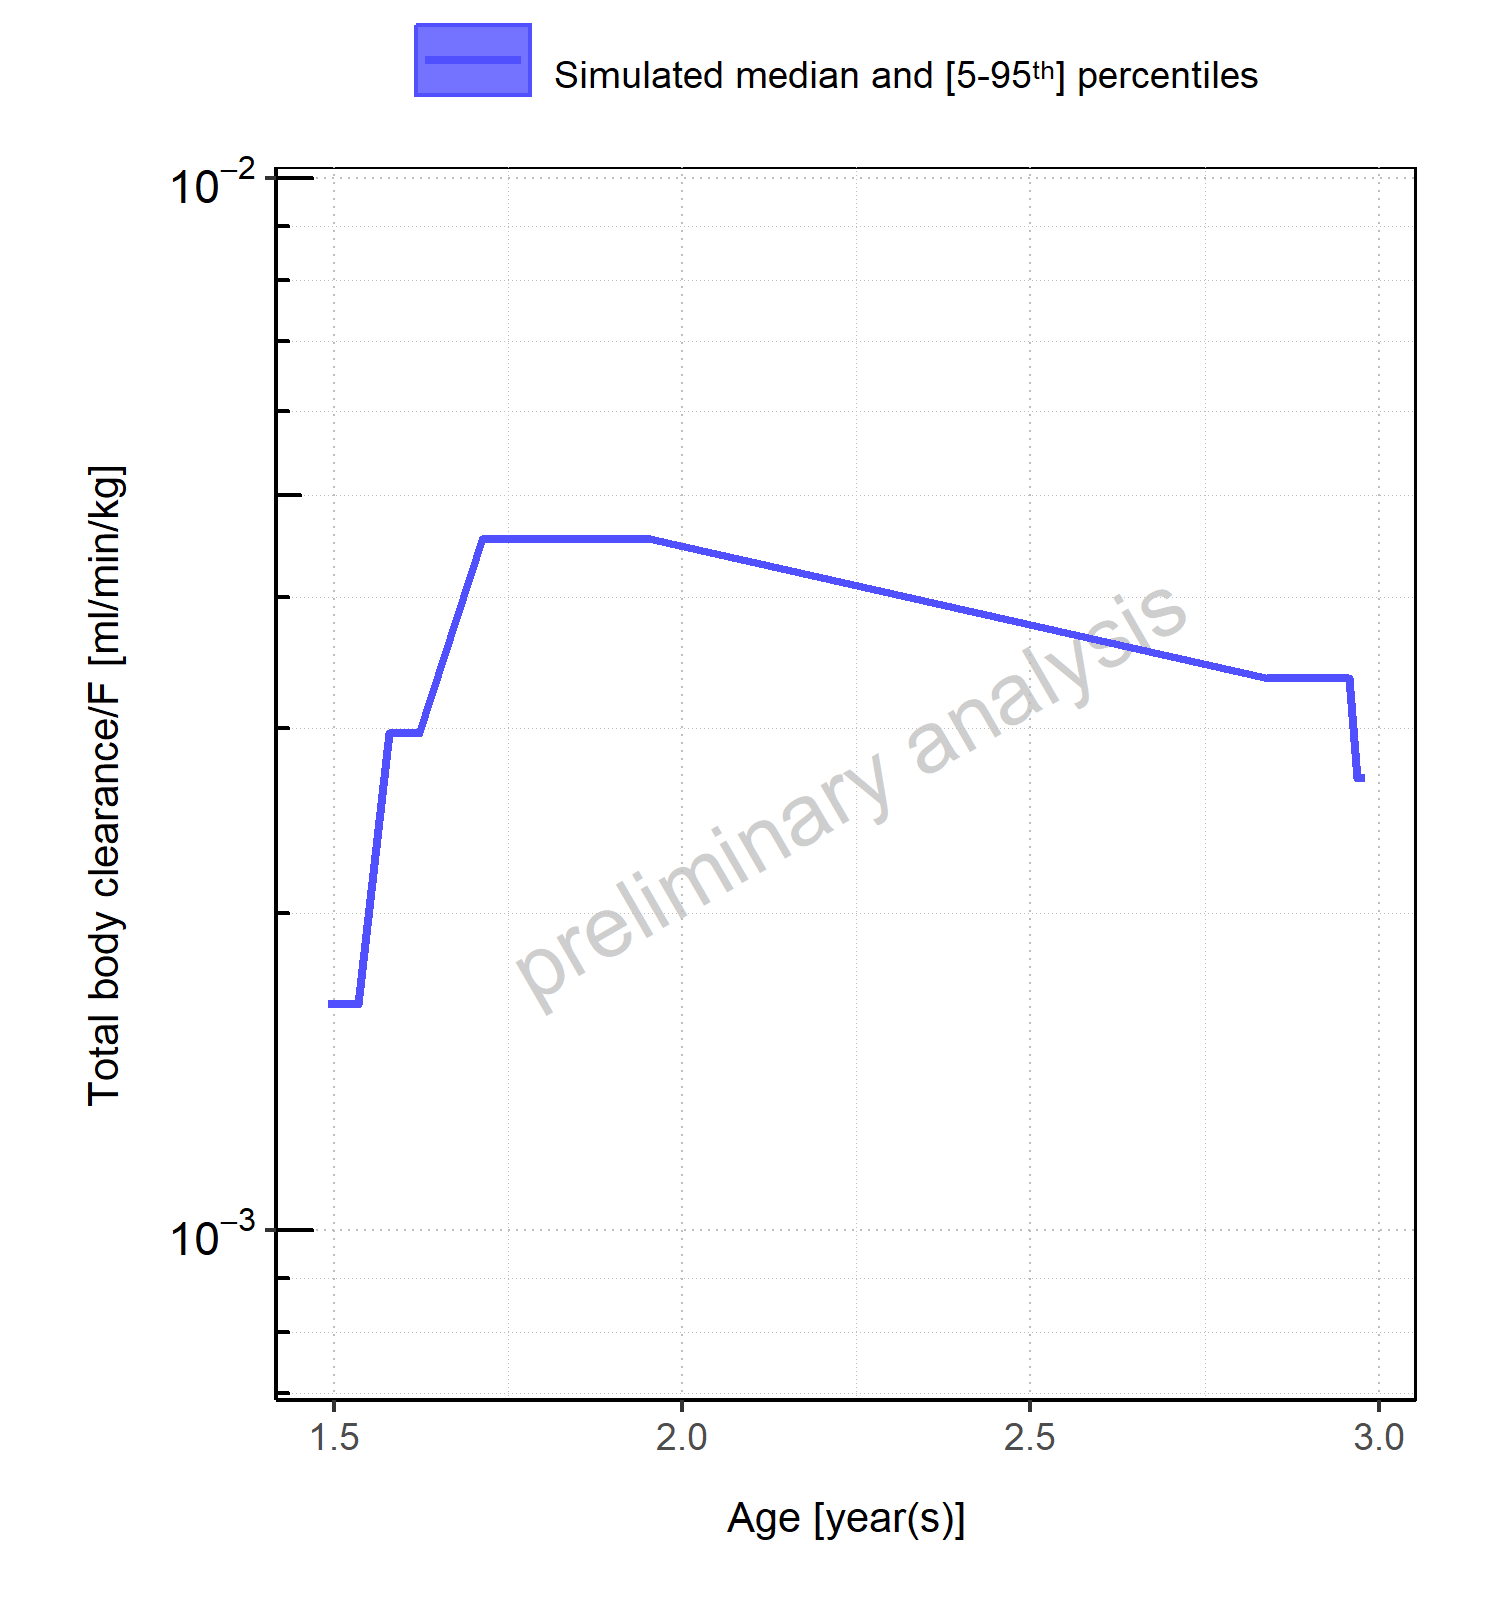 Simulated median and [5-95ᵗʰ] percentiles
10⁻²
Total body clearance/F [ml/min/kg]
preliminary analysis
10⁻³
1.5 2.0 2.5 3.0
Age [year(s)]